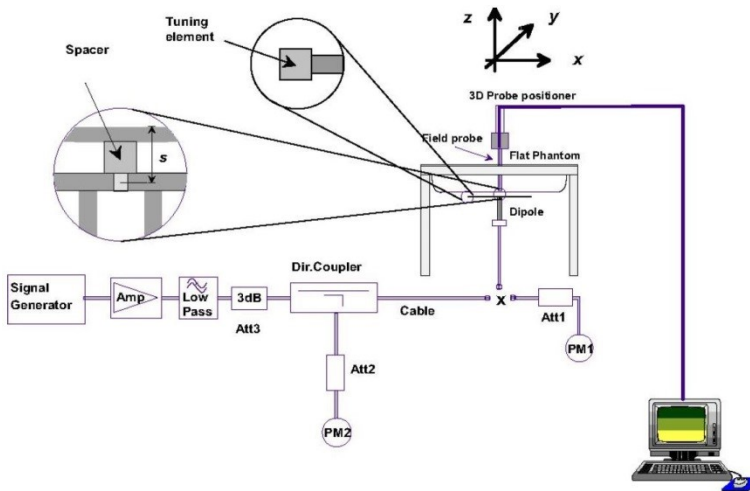 Tuning
element
Spacer
s
z
y
x
3D Probe positioner
Field probe
Flat Phantom
Dipole
Signal
Generator
Amp
Low
Pass
3dB
Att3
Dir.Coupler
Cable
x
Att1
PM1
Att2
PM2